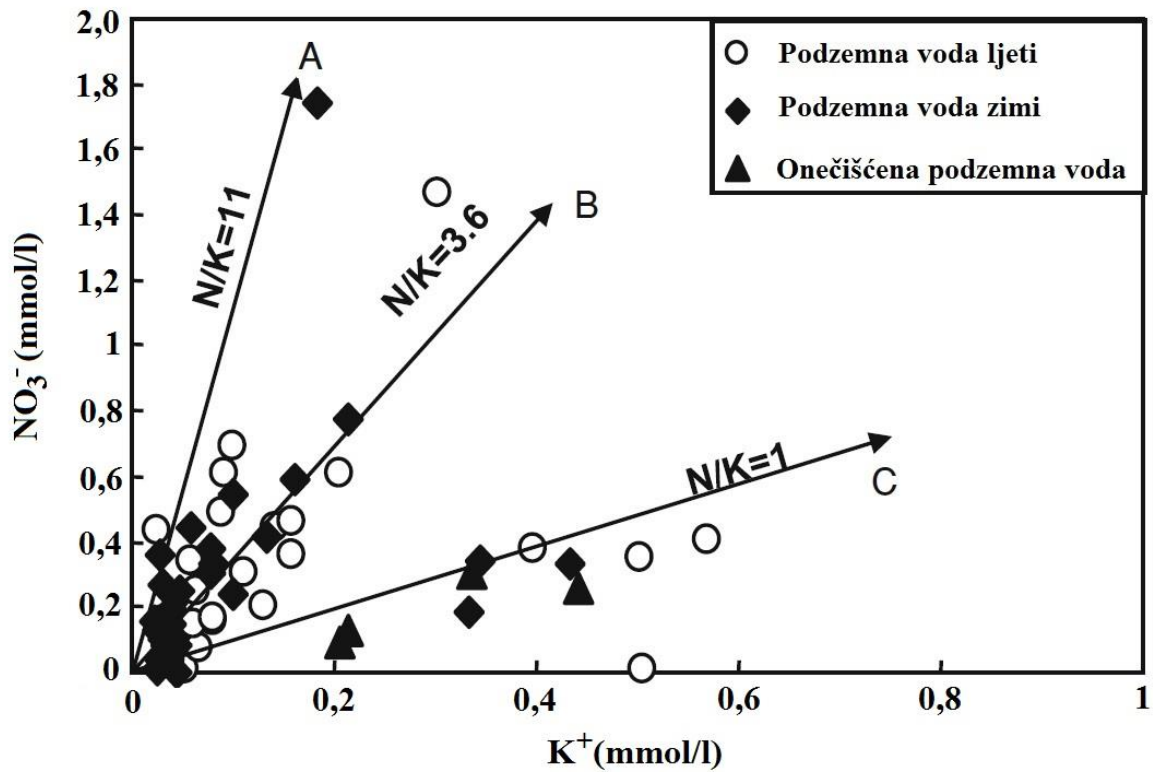 2,0
1,8
1,6
1,4
1,2
1
0,8
0,6
0,4
0,2
0
NO₃⁻ (mmol/l)
A
N/K=11
B
N/K=3.6
N/K=1
C
Podzemna voda ljeti
Podzemna voda zimi
Onečišćena podzemna voda
0 0,2 0,4 0,6 0,8 1
K⁺(mmol/l)